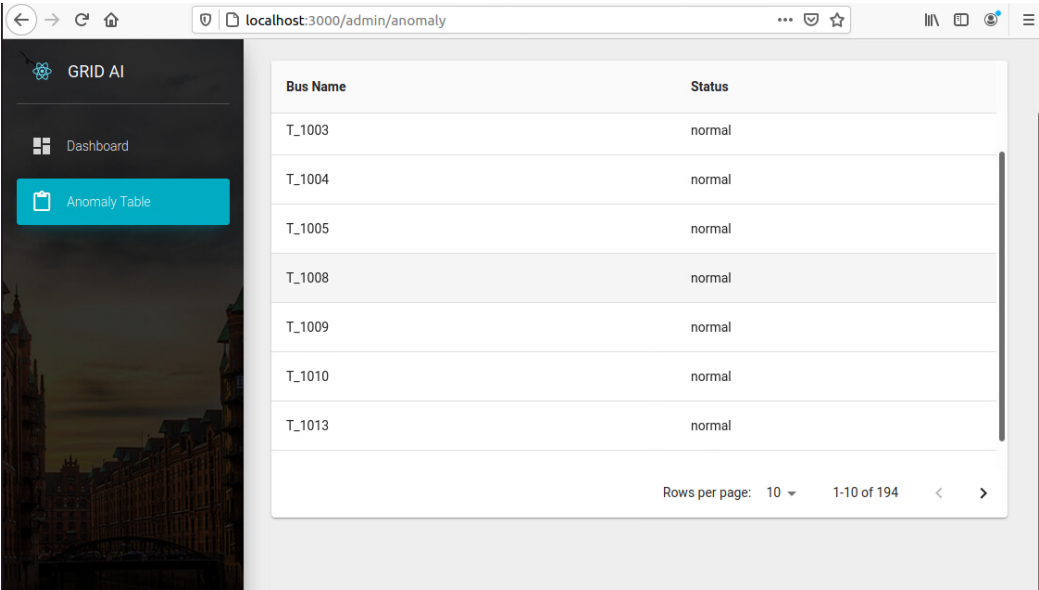 localhost:3000/admin/anomaly
GRID AI
Dashboard
Anomaly Table
Bus Name Status
T_1003 normal
T_1004 normal
T_1005 normal
T_1008 normal
T_1009 normal
T_1010 normal
T_1013 normal
Rows per page: 10 1-10 of 194